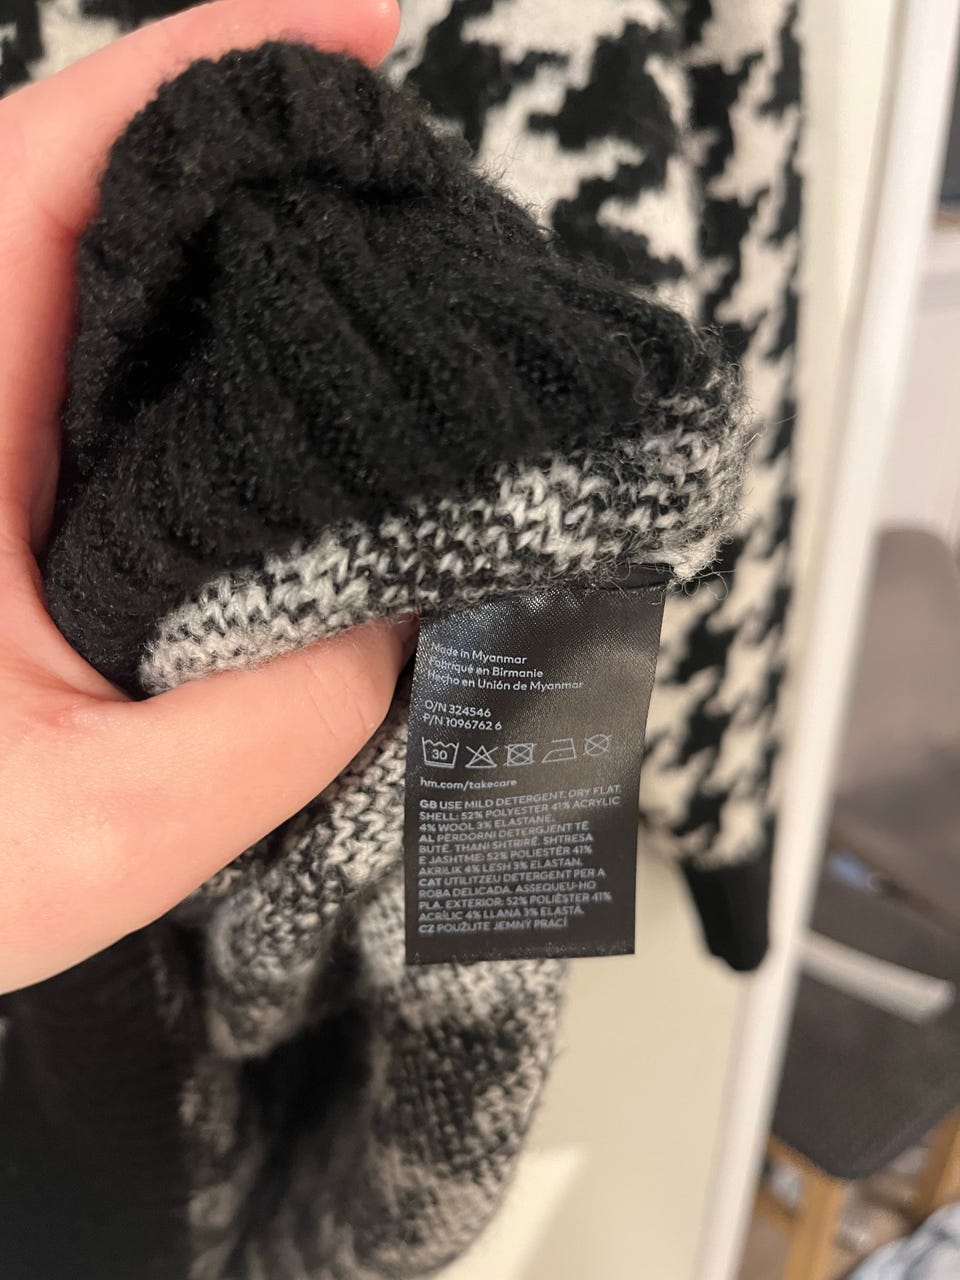 Made in Myanmar
Fabriqué en Birmanie
Hecho en Unión de Myanmar
O/N 324546
P/N 1096762 6
30
hm.com/takecare
GB USE MILD DETERGENT. DRY FLAT.
SHELL: 52% POLYESTER 41% ACRYLIC
4% WOOL 3% ELASTANE.
AL PËRDORNI DETERGJENT TË
BUTË. THANI SHTRIRË. SHTRESA
E JASHTME: 52% POLIESTËR 41%
AKRILIK 4% LESH 3% ELASTAN.
CAT UTILITZEU DETERGENT PER A
ROBA DELICADA. ASSEQUEU-HO
PLA. EXTERIOR: 52% POLIÈSTER 41%
ACRÍLIC 4% LLANA 3% ELASTÀ.
CZ POUŽIJTE JEMNÝ PRACÍ